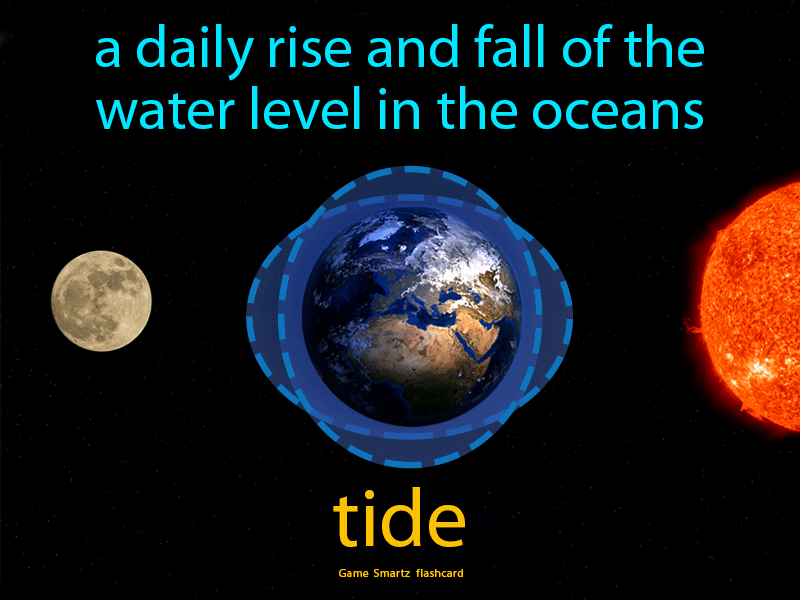 a daily rise and fall of the
water level in the oceans
tide
Game Smartz flashcard